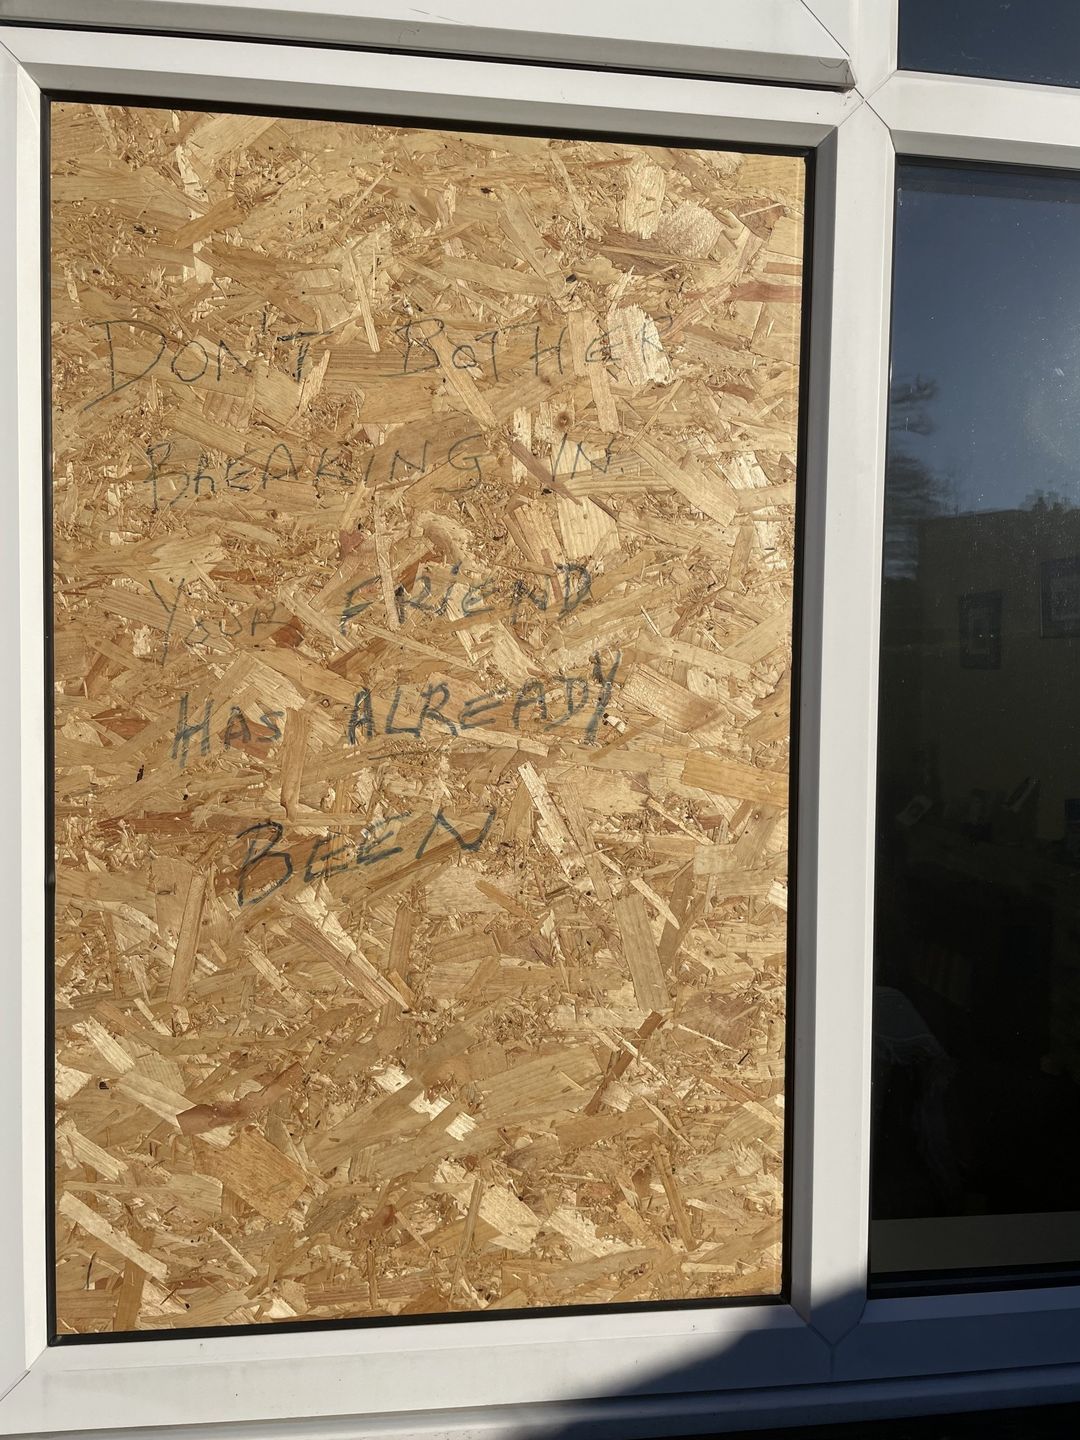 DON'T BOTHER
BREAKING IN.
YOUR FRIEND
HAS ALREADY
BEEN